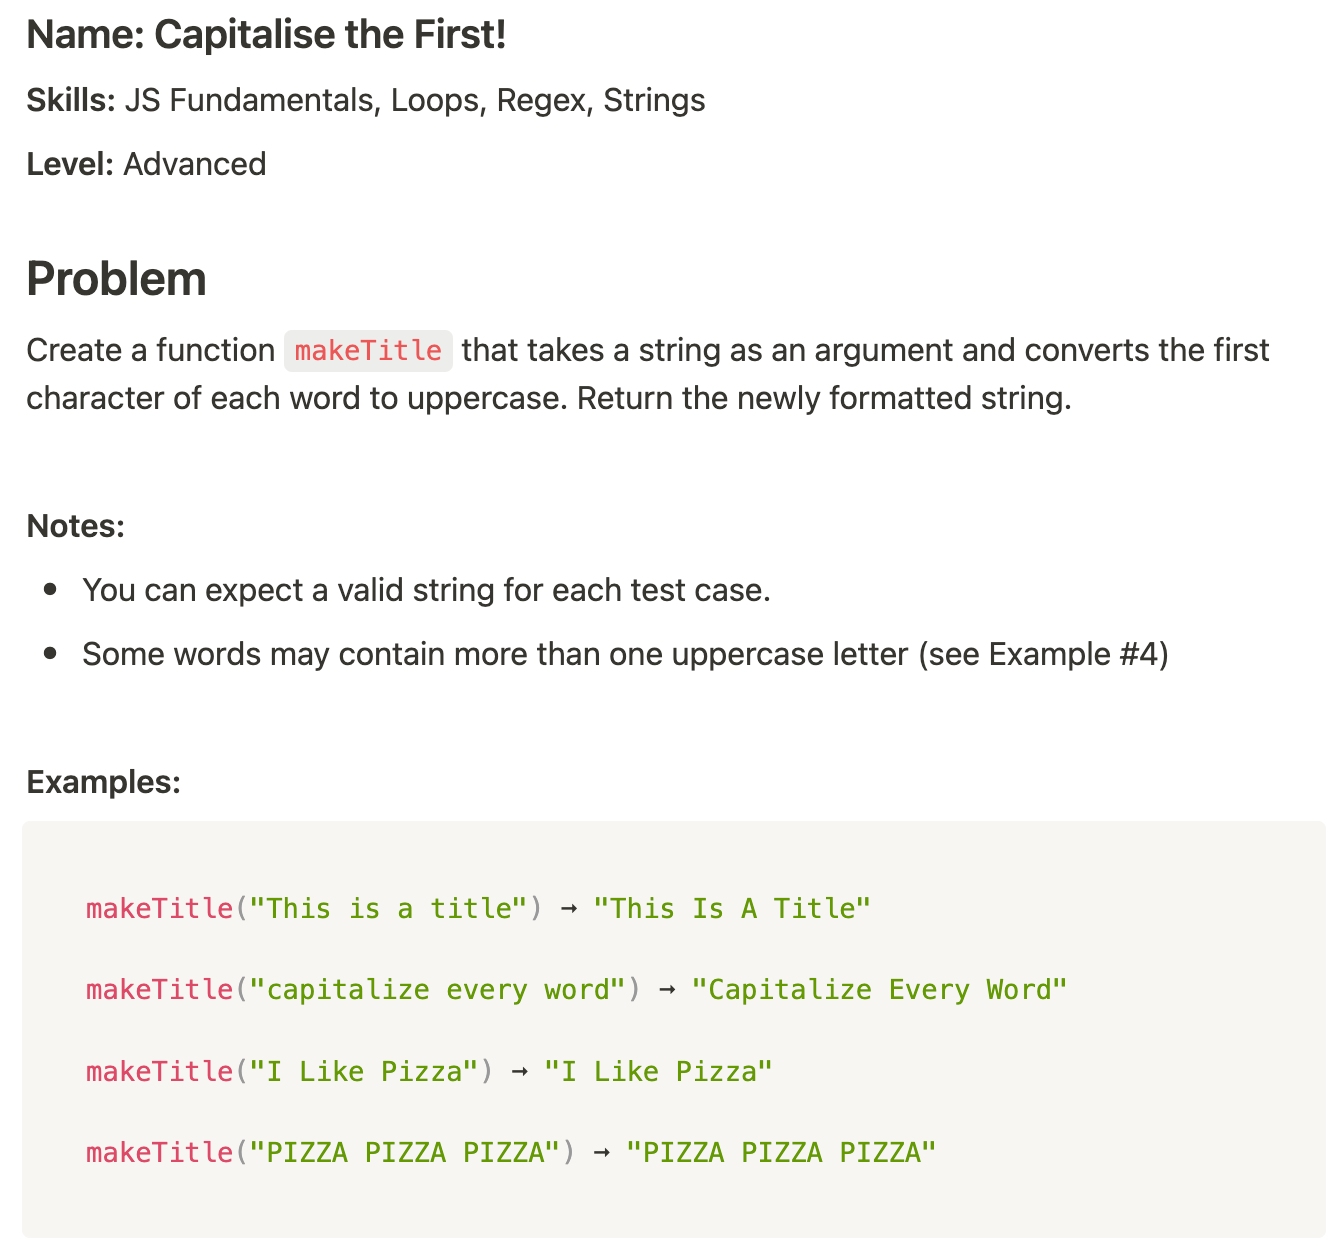 Name: Capitalise the First!
Skills: JS Fundamentals, Loops, Regex, Strings
Level: Advanced
Problem
Create a function makeTitle that takes a string as an argument and converts the first
character of each word to uppercase. Return the newly formatted string.
Notes:
• You can expect a valid string for each test case.
• Some words may contain more than one uppercase letter (see Example #4)
Examples:
makeTitle("This is a title") → "This Is A Title"
makeTitle("capitalize every word") → "Capitalize Every Word"
makeTitle("I Like Pizza") → "I Like Pizza"
makeTitle("PIZZA PIZZA PIZZA") → "PIZZA PIZZA PIZZA"